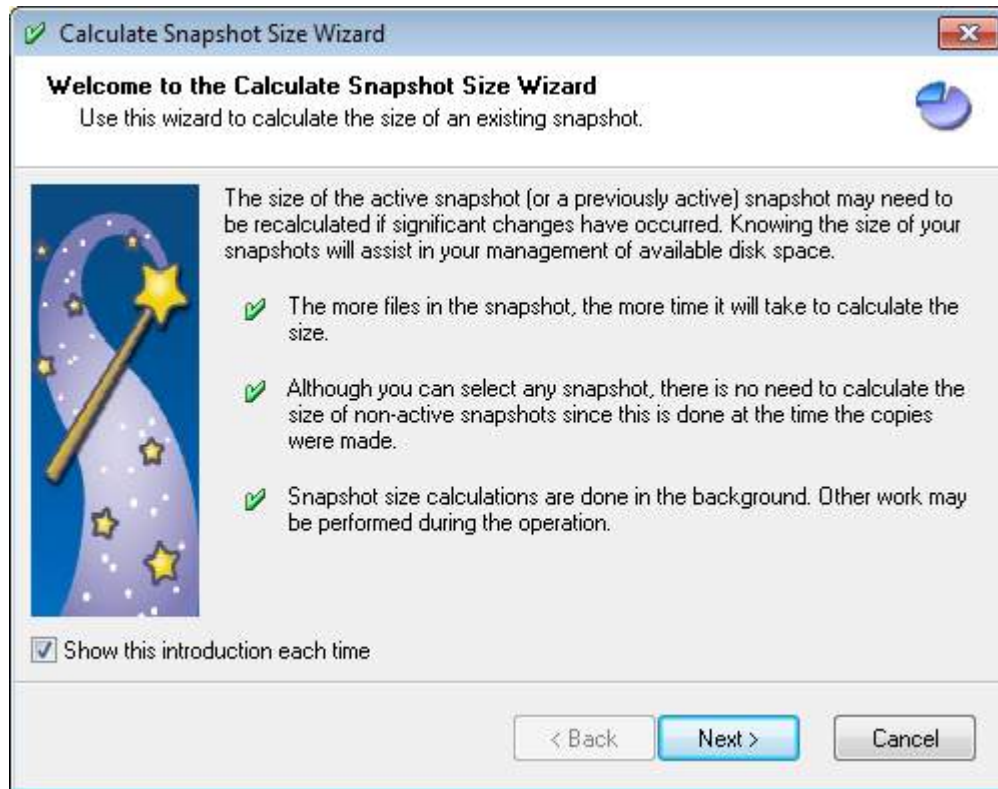 Calculate Snapshot Size Wizard
Welcome to the Calculate Snapshot Size Wizard
Use this wizard to calculate the size of an existing snapshot.
The size of the active snapshot (or a previously active) snapshot may need to
be recalculated if significant changes have occurred. Knowing the size of your
snapshots will assist in your management of available disk space.
The more files in the snapshot, the more time it will take to calculate the
size.
Although you can select any snapshot, there is no need to calculate the
size of non-active snapshots since this is done at the time the copies
were made.
Snapshot size calculations are done in the background. Other work may
be performed during the operation.
Show this introduction each time
< Back
Next >
Cancel